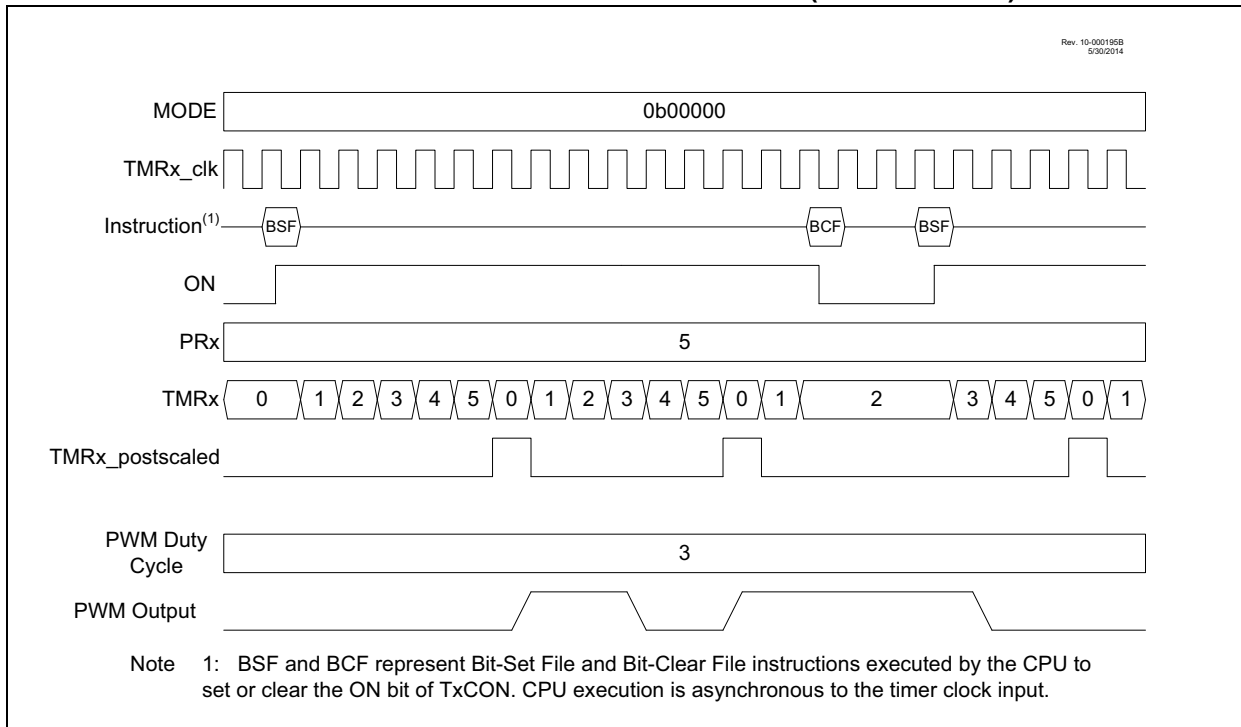 Rev. 10-000195B
5/30/2014
MODE 0b00000
TMRx_clk
Instruction(1) BSF BCF BSF
ON
PRx 5
TMRx 0 1 2 3 4 5 0 1 2 3 4 5 0 1 2 3 4 5 0 1
TMRx_postscaled
PWM Duty
Cycle 3
PWM Output
Note 1: BSF and BCF represent Bit-Set File and Bit-Clear File instructions executed by the CPU to
set or clear the ON bit of TxCON. CPU execution is asynchronous to the timer clock input.